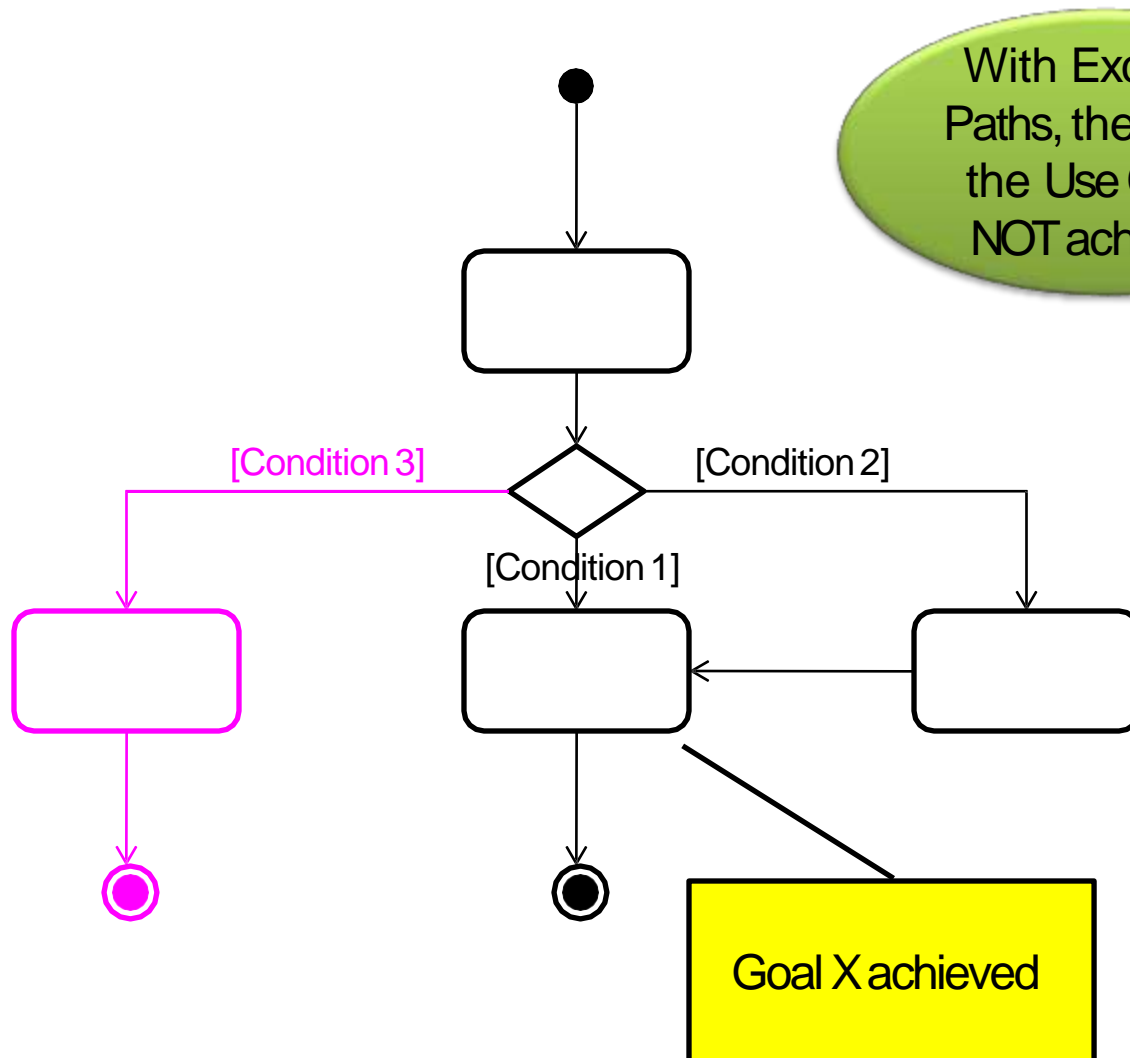 With Exc
Paths, the
the Use
NOT ach
[Condition 3]
[Condition 2]
[Condition 1]
Goal X achieved